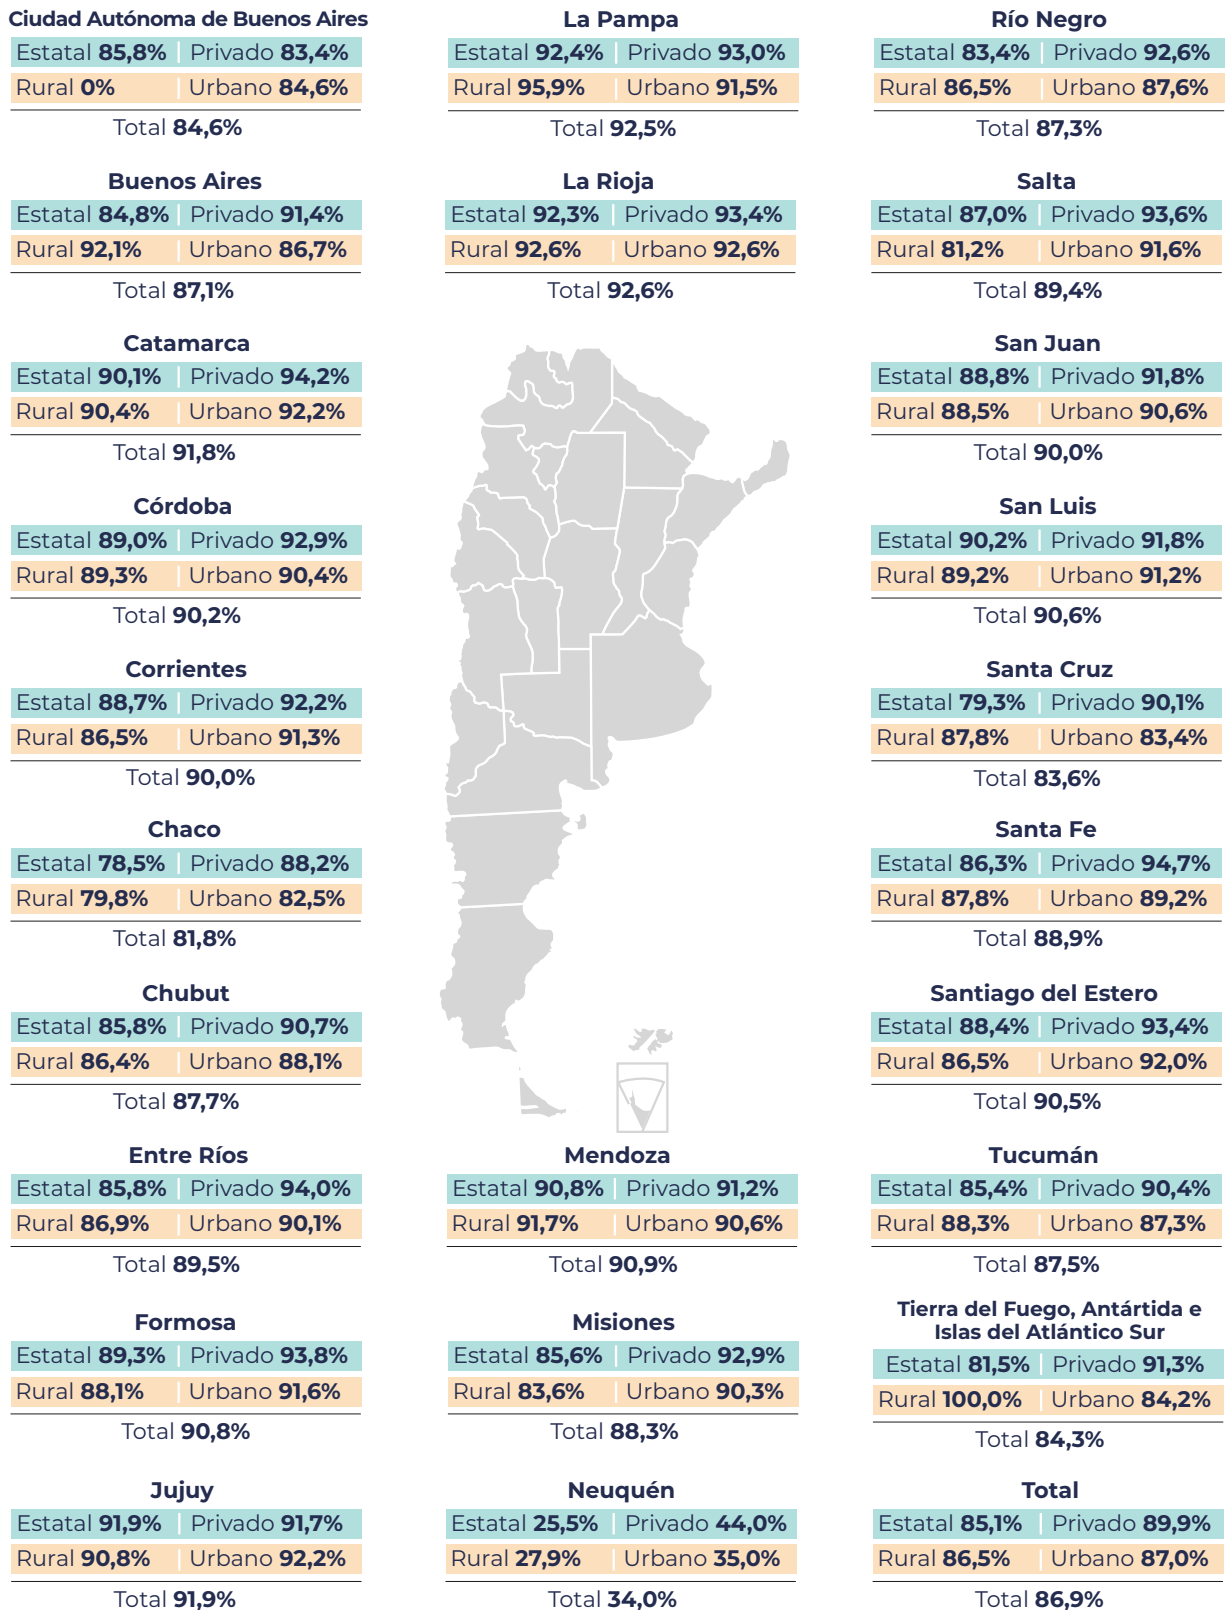 Ciudad Autónoma de Buenos Aires
Estatal 85,8% | Privado 83,4%
Rural 0% | Urbano 84,6%
Total 84,6%
Buenos Aires
Estatal 84,8% | Privado 91,4%
Rural 92,1% | Urbano 86,7%
Total 87,1%
Catamarca
Estatal 90,1% | Privado 94,2%
Rural 90,4% | Urbano 92,2%
Total 91,8%
Córdoba
Estatal 89,0% | Privado 92,9%
Rural 89,3% | Urbano 90,4%
Total 90,2%
Corrientes
Estatal 88,7% | Privado 92,2%
Rural 86,5% | Urbano 91,3%
Total 90,0%
Chaco
Estatal 78,5% | Privado 88,2%
Rural 79,8% | Urbano 82,5%
Total 81,8%
Chubut
Estatal 85,8% | Privado 90,7%
Rural 86,4% | Urbano 88,1%
Total 87,7%
Entre Ríos
Estatal 85,8% | Privado 94,0%
Rural 86,9% | Urbano 90,1%
Total 89,5%
Formosa
Estatal 89,3% | Privado 93,8%
Rural 88,1% | Urbano 91,6%
Total 90,8%
Jujuy
Estatal 91,9% | Privado 91,7%
Rural 90,8% | Urbano 92,2%
Total 91,9%
La Pampa
Estatal 92,4% | Privado 93,0%
Rural 95,9% | Urbano 91,5%
Total 92,5%
La Rioja
Estatal 92,3% | Privado 93,4%
Rural 92,6% | Urbano 92,6%
Total 92,6%
Mendoza
Estatal 90,8% | Privado 91,2%
Rural 91,7% | Urbano 90,6%
Total 90,9%
Misiones
Estatal 85,6% | Privado 92,9%
Rural 83,6% | Urbano 90,3%
Total 88,3%
Neuquén
Estatal 25,5% | Privado 44,0%
Rural 27,9% | Urbano 35,0%
Total 34,0%
Río Negro
Estatal 83,4% | Privado 92,6%
Rural 86,5% | Urbano 87,6%
Total 87,3%
Salta
Estatal 87,0% | Privado 93,6%
Rural 81,2% | Urbano 91,6%
Total 89,4%
San Juan
Estatal 88,8% | Privado 91,8%
Rural 88,5% | Urbano 90,6%
Total 90,0%
San Luis
Estatal 90,2% | Privado 91,8%
Rural 89,2% | Urbano 91,2%
Total 90,6%
Santa Cruz
Estatal 79,3% | Privado 90,1%
Rural 87,8% | Urbano 83,4%
Total 83,6%
Santa Fe
Estatal 86,3% | Privado 94,7%
Rural 87,8% | Urbano 89,2%
Total 88,9%
Santiago del Estero
Estatal 88,4% | Privado 93,4%
Rural 86,5% | Urbano 92,0%
Total 90,5%
Tucumán
Estatal 85,4% | Privado 90,4%
Rural 88,3% | Urbano 87,3%
Total 87,5%
Tierra del Fuego, Antártida e
Islas del Atlántico Sur
Estatal 81,5% | Privado 91,3%
Rural 100,0% | Urbano 84,2%
Total 84,3%
Total
Estatal 85,1% | Privado 89,9%
Rural 86,5% | Urbano 87,0%
Total 86,9%